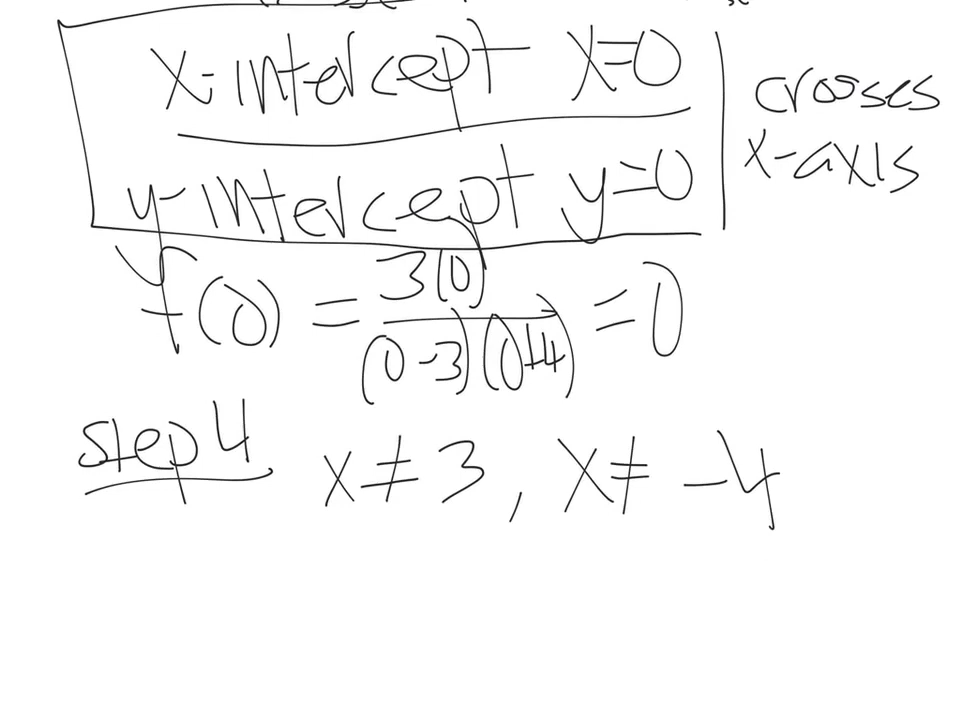 x-intercept x=0
crosses
x-axis
y-intercept y=0
f(0) = 3(0) / (0-3)(0+4) = 0
step 4 x≠3, x≠ -4